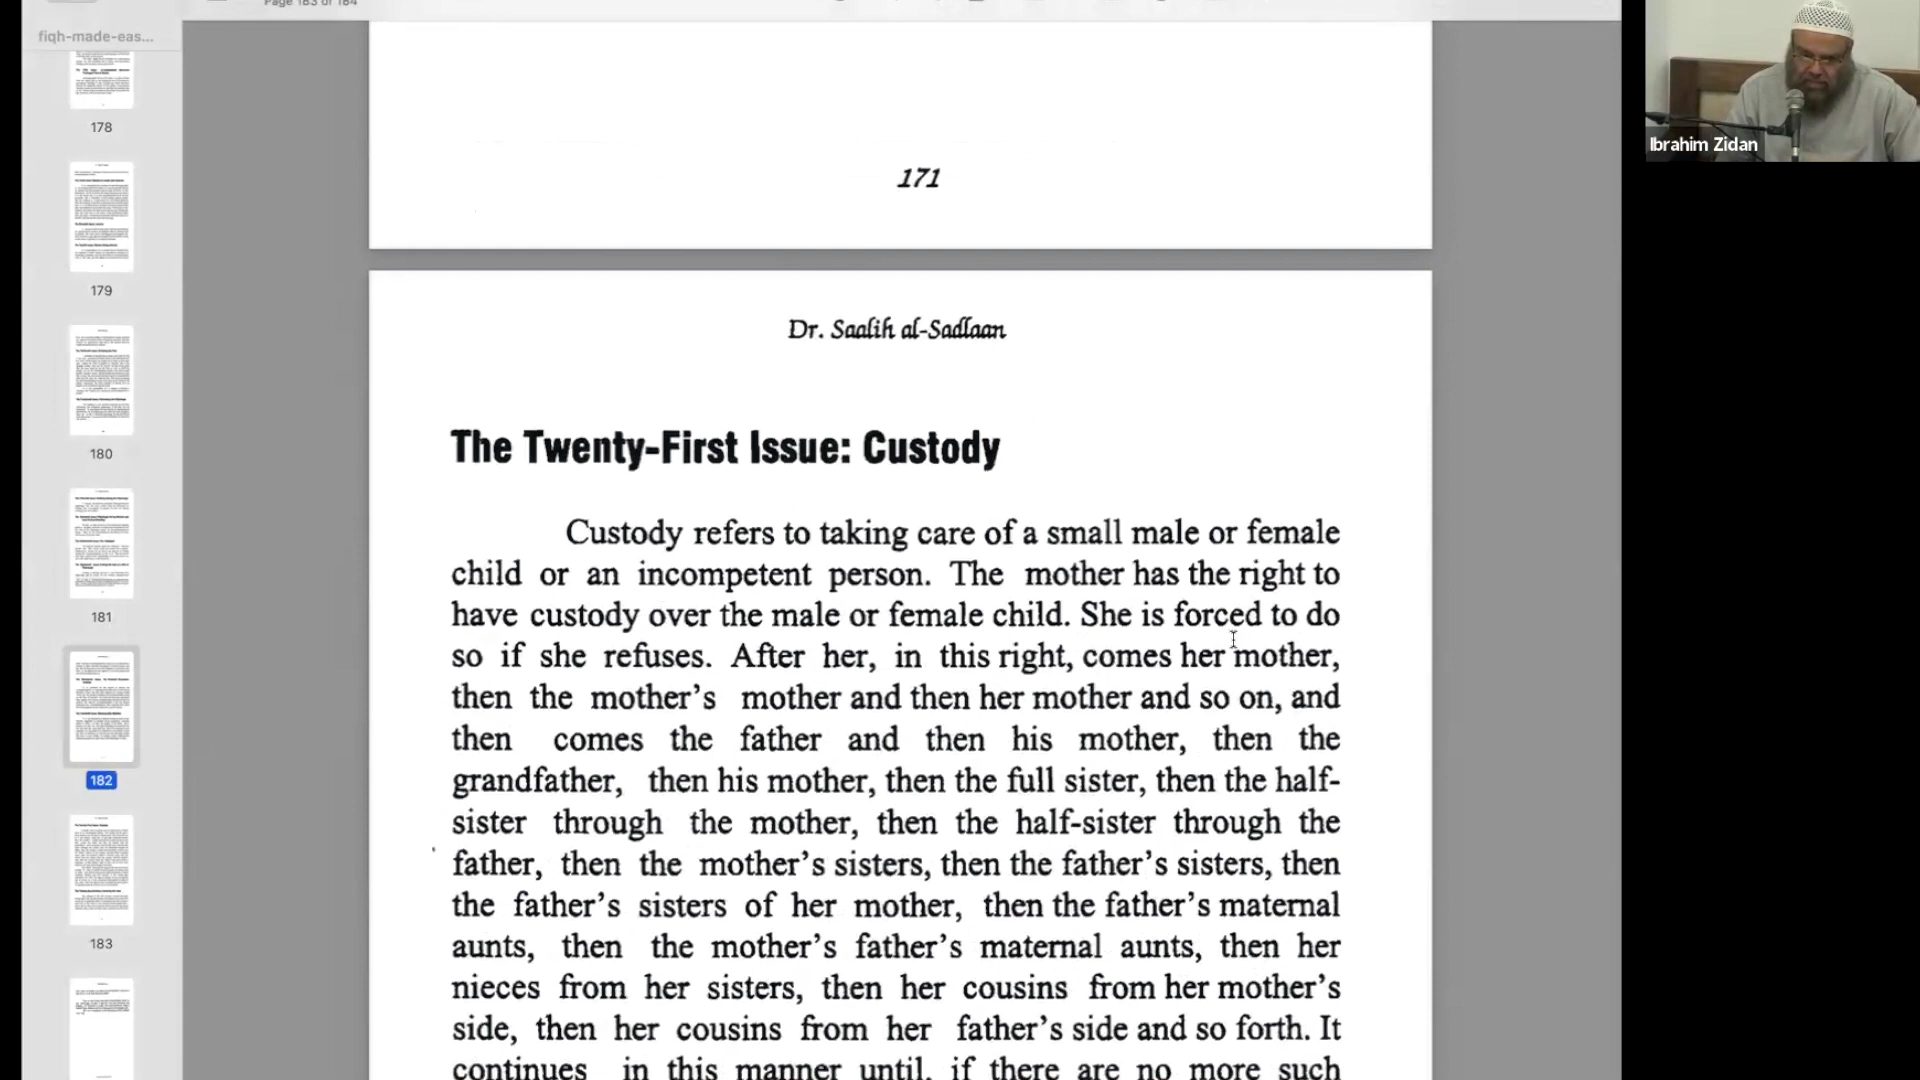 Page 183 of 184
fiqh-made-eas...
178
179
180
181
182
183
171
Dr. Saalih al-Sadlaan
The Twenty-First Issue: Custody
Custody refers to taking care of a small male or female
child or an incompetent person. The mother has the right to
have custody over the male or female child. She is forced to do
so if she refuses. After her, in this right, comes her mother,
then the mother's mother and then her mother and so on, and
then comes the father and then his mother, then the
grandfather, then his mother, then the full sister, then the half-
sister through the mother, then the half-sister through the
father, then the mother's sisters, then the father's sisters, then
the father's sisters of her mother, then the father's maternal
aunts, then the mother's father's maternal aunts, then her
nieces from her sisters, then her cousins from her mother's
side, then her cousins from her father's side and so forth. It
continues in this manner until, if there are no more such
Ibrahim Zidan